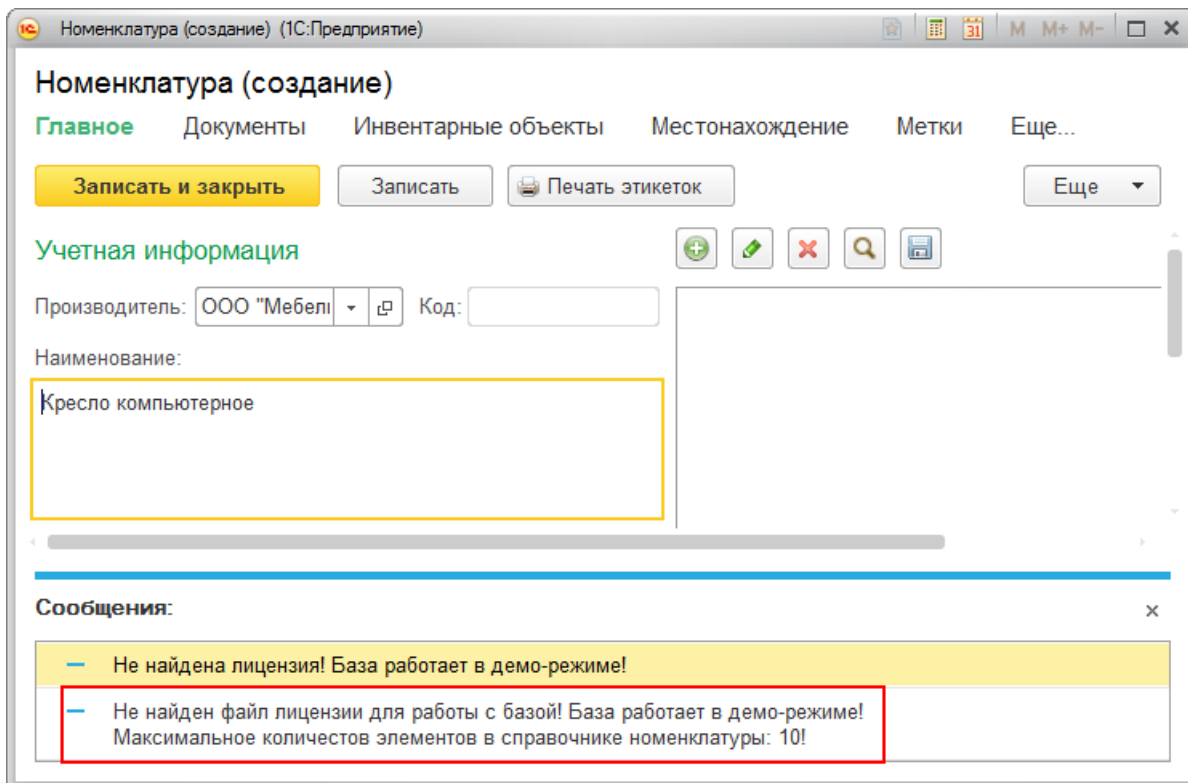 Номенклатура (создание) (1С:Предприятие)
31 M M+ M-
Номенклатура (создание)
Главное Документы Инвентарные объекты Местонахождение Метки Еще...
Записать и закрыть Записать Печать этикеток Еще
Учетная информация
Производитель: ООО "Мебель Код:
Наименование:
Кресло компьютерное
Сообщения:
Не найдена лицензия! База работает в демо-режиме!
Не найден файл лицензии для работы с базой! База работает в демо-режиме!
Максимальное количестов элементов в справочнике номенклатуры: 10!